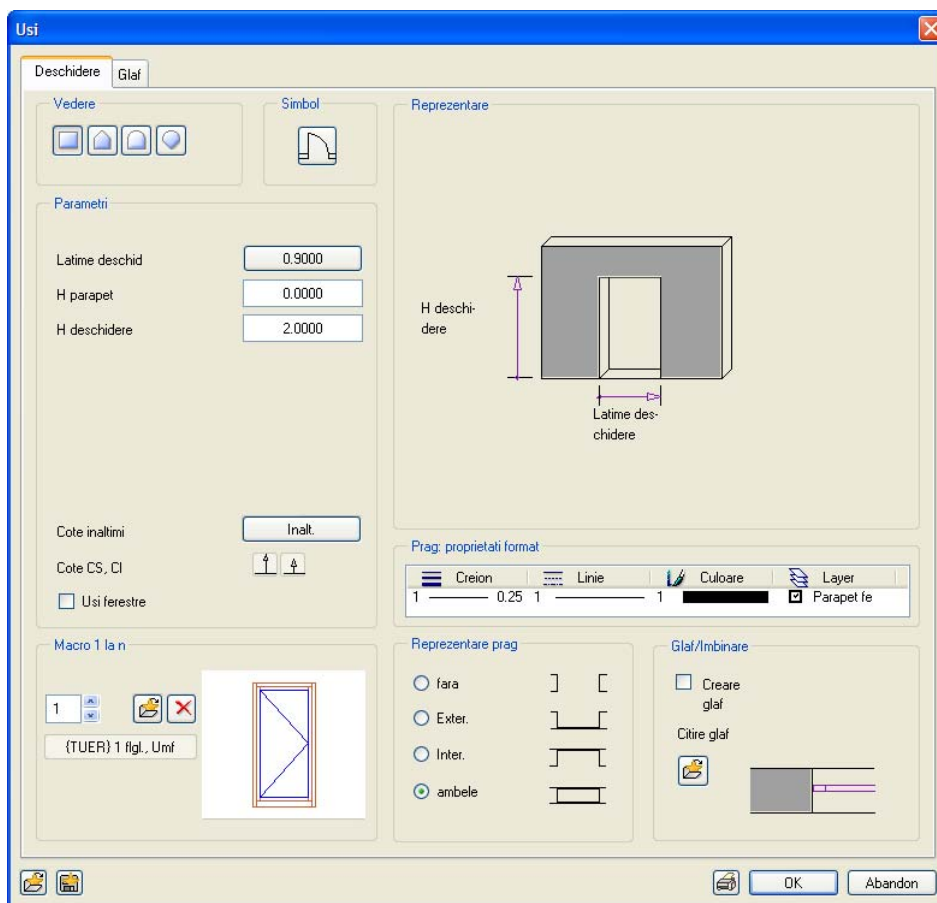 Usi
Deschidere
Glaf
Vedere
Simbol
Reprezentare
Parametri
Latime deschid
0.9000
H parapet
0.0000
H deschidere
2.0000
H deschi-
dere
Latime des-
chidere
Cote inaltimi
Inalt.
Cote CS, CI
Usi ferestre
Prag: proprietati format
Creion
Linie
Culoare
Layer
1
0.25
1
1
Parapet fe
Macro 1 la n
1
{TUER} 1 flgl., Umf
Reprezentare prag
fara
Exter.
Inter.
ambele
Glaf/Imbinare
Creare
glaf
Citire glaf
OK
Abandon